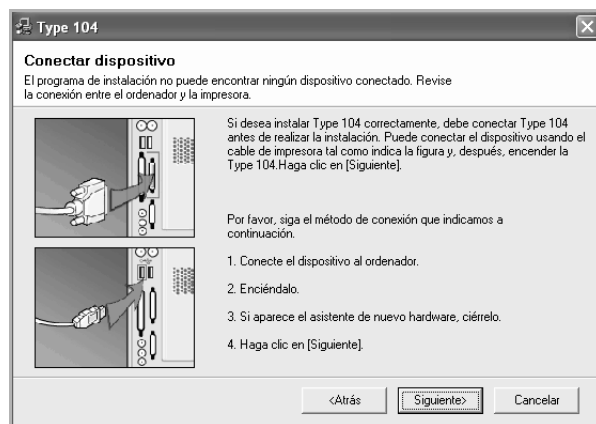 Type 104
Conectar dispositivo
El programa de instalación no puede encontrar ningún dispositivo conectado. Revise
la conexión entre el ordenador y la impresora.
Si desea instalar Type 104 correctamente, debe conectar Type 104
antes de realizar la instalación. Puede conectar el dispositivo usando el
cable de impresora tal como indica la figura y, después, encender la
Type 104.Haga clic en [Siguiente].
Por favor, siga el método de conexión que indicamos a
continuación.
1. Conecte el dispositivo al ordenador.
2. Enciéndalo.
3. Si aparece el asistente de nuevo hardware, ciérrelo.
4. Haga clic en [Siguiente].
<Atrás
Siguiente>
Cancelar